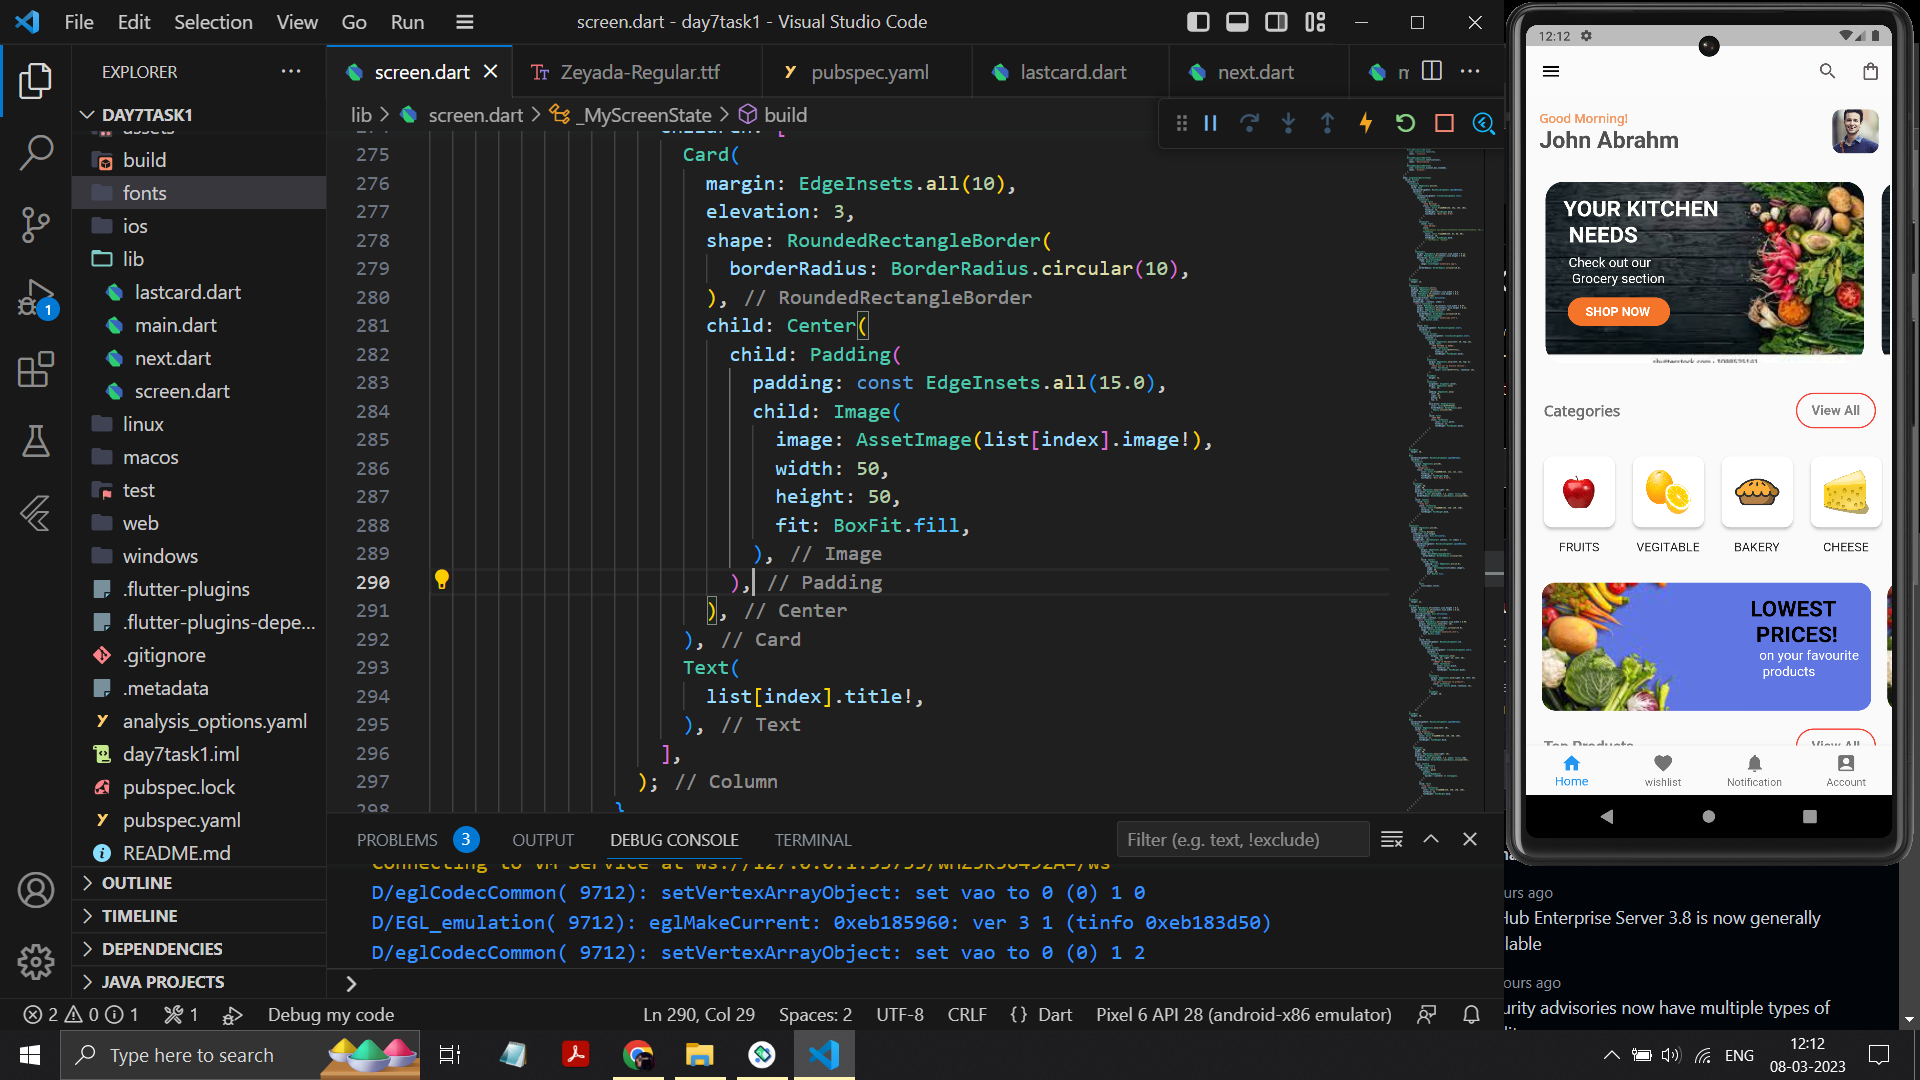 File Edit Selection View Go Run
screen.dart - day7task1 - Visual Studio Code
EXPLORER
DAY7TASK1
assets
build
fonts
ios
lib
lastcard.dart
main.dart
next.dart
screen.dart
linux
macos
test
web
windows
.flutter-plugins
.flutter-plugins-depe...
.gitignore
.metadata
analysis_options.yaml
day7task1.iml
pubspec.lock
pubspec.yaml
README.md
OUTLINE
TIMELINE
DEPENDENCIES
JAVA PROJECTS
1
screen.dart
Zeyada-Regular.ttf
pubspec.yaml
lastcard.dart
next.dart
lib > screen.dart > _MyScreenState > build
children: [
275 Card(
276 margin: EdgeInsets.all(10),
277 elevation: 3,
278 shape: RoundedRectangleBorder(
279 borderRadius: BorderRadius.circular(10),
280 ), // RoundedRectangleBorder
281 child: Center(
282 child: Padding(
283 padding: const EdgeInsets.all(15.0),
284 child: Image(
285 image: AssetImage(list[index].image!),
286 width: 50,
287 height: 50,
288 fit: BoxFit.fill,
289 ), // Image
290 ), // Padding
291 ), // Center
292 ), // Card
293 Text(
294 list[index].title!,
295 ), // Text
296 ],
297 ); // Column
298 }
PROBLEMS 3 OUTPUT DEBUG CONSOLE TERMINAL
Filter (e.g. text, !exclude)
D/eglCodecCommon( 9712): setVertexArrayObject: set vao to 0 (0) 1 0
D/EGL_emulation( 9712): eglMakeCurrent: 0xeb185960: ver 3 1 (tinfo 0xeb183d50)
D/eglCodecCommon( 9712): setVertexArrayObject: set vao to 0 (0) 1 2
2 0 1 1 Debug my code
Ln 290, Col 29 Spaces: 2 UTF-8 CRLF {} Dart Pixel 6 API 28 (android-x86 emulator)
12:12
Good Morning!
John Abrahm
YOUR KITCHEN
NEEDS
Check out our
Grocery section
SHOP NOW
Categories
View All
FRUITS
VEGITABLE
BAKERY
CHEESE
LOWEST
PRICES!
on your favourite
products
Top Products
View All
Home
wishlist
Notification
Account
urs ago
Hub Enterprise Server 3.8 is now generally
lable
ours ago
urity advisories now have multiple types of
Type here to search
ENG
12:12
08-03-2023